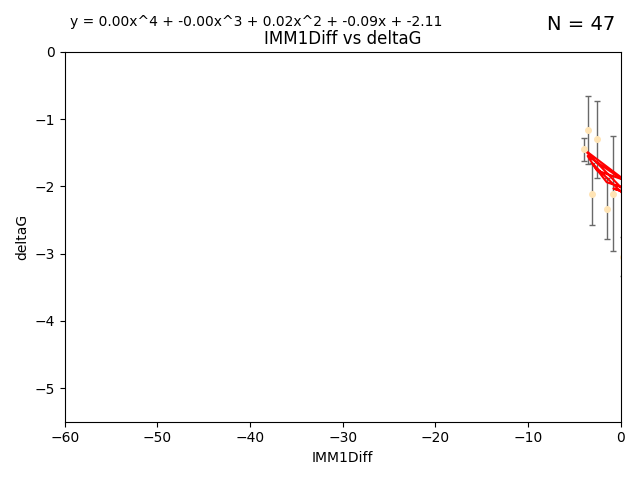 y = 0.00x^4 + -0.00x^3 + 0.02x^2 + -0.09x + -2.11
N = 47
IMM1Diff vs deltaG
0
−1
−2
−3
−4
−5
deltaG
−60 −50 −40 −30 −20 −10 0
IMM1Diff